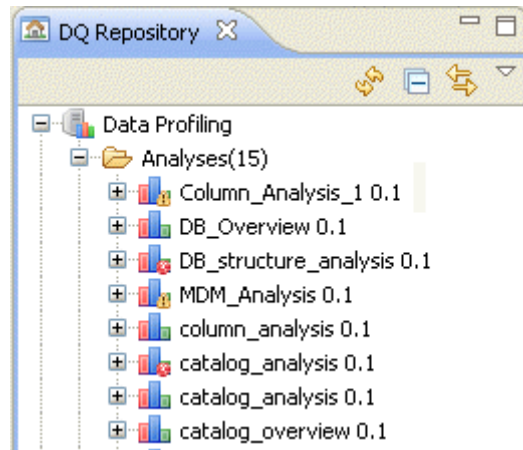 DQ Repository
Data Profiling
Analyses(15)
Column_Analysis_1 0.1
DB_Overview 0.1
DB_structure_analysis 0.1
MDM_Analysis 0.1
column_analysis 0.1
catalog_analysis 0.1
catalog_analysis 0.1
catalog_overview 0.1